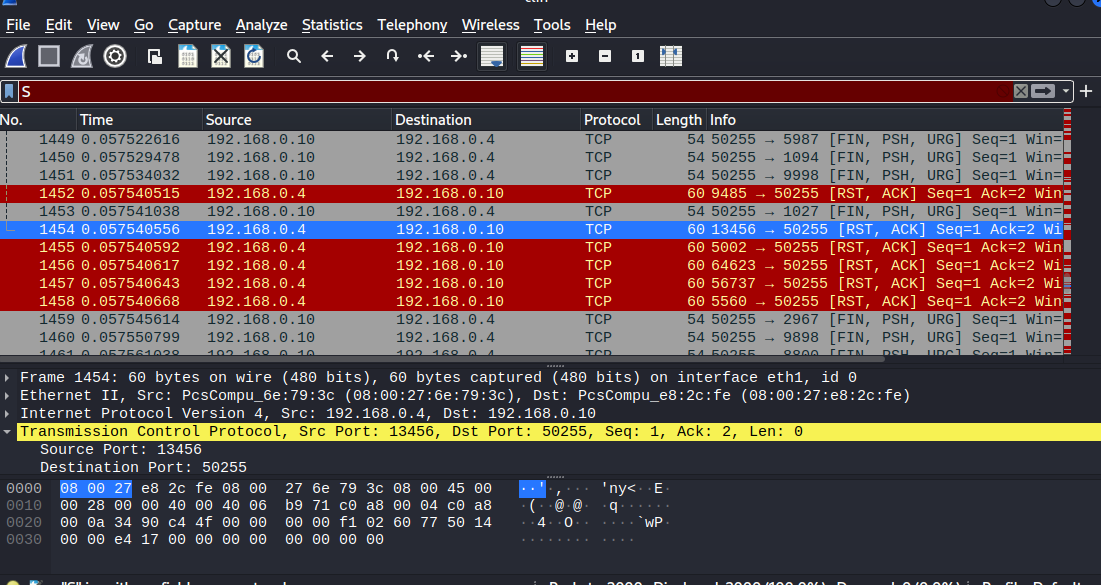 File Edit View Go Capture Analyze Statistics Telephony Wireless Tools Help
S
No. Time Source Destination Protocol Length Info
1449 0.057522616 192.168.0.10 192.168.0.4 TCP 54 50255 → 5987 [FIN, PSH, URG] Seq=1 Win=
1450 0.057529478 192.168.0.10 192.168.0.4 TCP 54 50255 → 1094 [FIN, PSH, URG] Seq=1 Win=
1451 0.057534032 192.168.0.10 192.168.0.4 TCP 54 50255 → 9998 [FIN, PSH, URG] Seq=1 Win=
1452 0.057540515 192.168.0.4 192.168.0.10 TCP 60 9485 → 50255 [RST, ACK] Seq=1 Ack=2 Win
1453 0.057541038 192.168.0.10 192.168.0.4 TCP 54 50255 → 1027 [FIN, PSH, URG] Seq=1 Win=
1454 0.057540556 192.168.0.4 192.168.0.10 TCP 60 13456 → 50255 [RST, ACK] Seq=1 Ack=2 Wi
1455 0.057540592 192.168.0.4 192.168.0.10 TCP 60 5002 → 50255 [RST, ACK] Seq=1 Ack=2 Win
1456 0.057540617 192.168.0.4 192.168.0.10 TCP 60 64623 → 50255 [RST, ACK] Seq=1 Ack=2 Wi
1457 0.057540643 192.168.0.4 192.168.0.10 TCP 60 56737 → 50255 [RST, ACK] Seq=1 Ack=2 Wi
1458 0.057540668 192.168.0.4 192.168.0.10 TCP 60 5560 → 50255 [RST, ACK] Seq=1 Ack=2 Win
1459 0.057545614 192.168.0.10 192.168.0.4 TCP 54 50255 → 2967 [FIN, PSH, URG] Seq=1 Win=
1460 0.057550799 192.168.0.10 192.168.0.4 TCP 54 50255 → 9898 [FIN, PSH, URG] Seq=1 Win=
Frame 1454: 60 bytes on wire (480 bits), 60 bytes captured (480 bits) on interface eth1, id 0
Ethernet II, Src: PcsCompu_6e:79:3c (08:00:27:6e:79:3c), Dst: PcsCompu_e8:2c:fe (08:00:27:e8:2c:fe)
Internet Protocol Version 4, Src: 192.168.0.4, Dst: 192.168.0.10
Transmission Control Protocol, Src Port: 13456, Dst Port: 50255, Seq: 1, Ack: 2, Len: 0
Source Port: 13456
Destination Port: 50255
0000 08 00 27 e8 2c fe 08 00 27 6e 79 3c 08 00 45 00 ··'·,··· 'ny<··E·
0010 00 28 00 00 40 00 40 06 b9 71 c0 a8 00 04 c0 a8 ·(··@·@· ·q······
0020 00 0a 34 90 c4 4f 00 00 00 00 f1 02 60 77 50 14 ··4··O·· ····`wP·
0030 00 00 e4 17 00 00 00 00 00 00 00 00 ········ ····